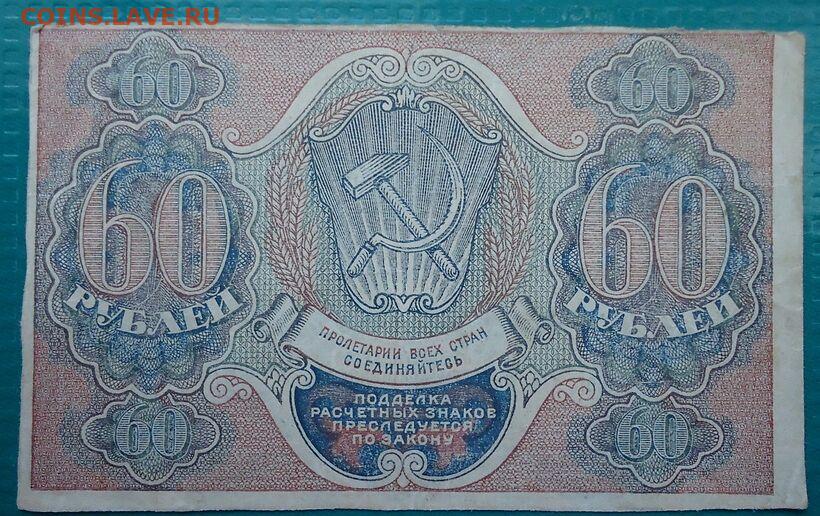 COINS.LAVE.RU
60
60
60
РУБЛЕЙ
60
РУБЛЕЙ
ПРОЛЕТАРИИ ВСЕХ СТРАН
СОЕДИНЯЙТЕСЬ
ПОДДЕЛКА
РАСЧЕТНЫХ ЗНАКОВ
ПРЕСЛЕДУЕТСЯ
ПО ЗАКОНУ
60
60